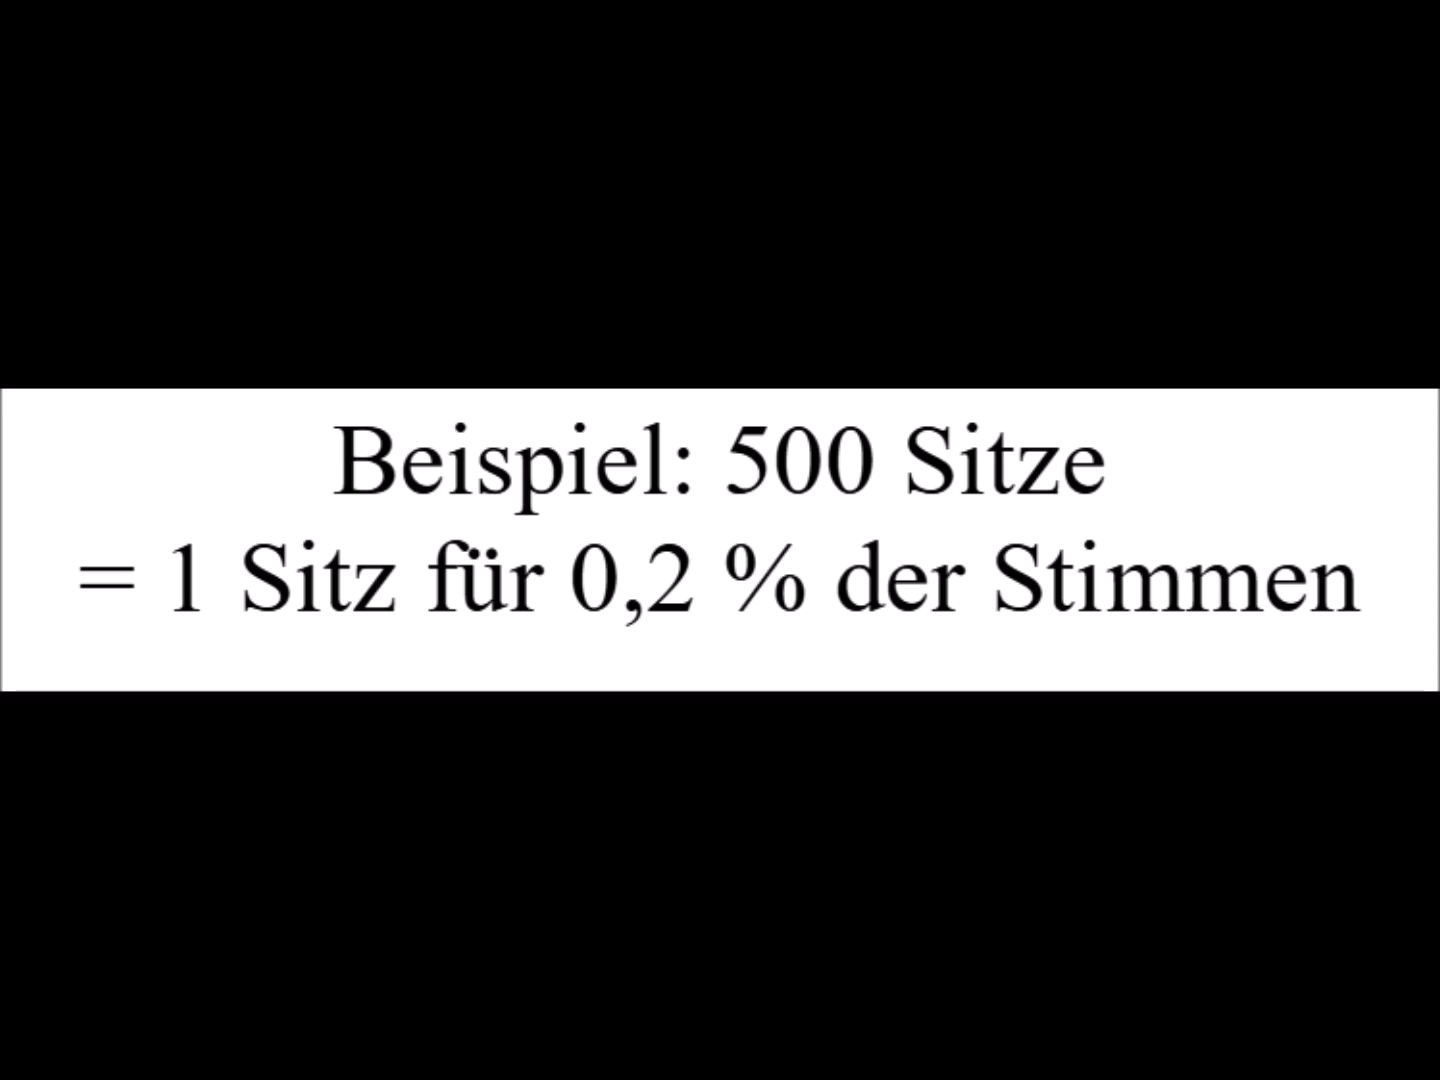 Beispiel: 500 Sitze
= 1 Sitz für 0,2 % der Stimmen